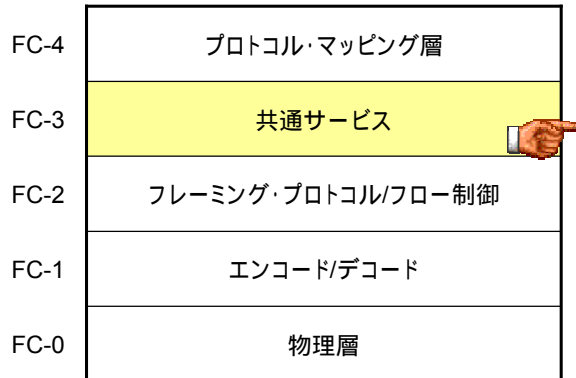 FC-4 プロトコル・マッピング層
FC-3 共通サービス
FC-2 フレーミング・プロトコル/フロー制御
FC-1 エンコード/デコード
FC-0 物理層